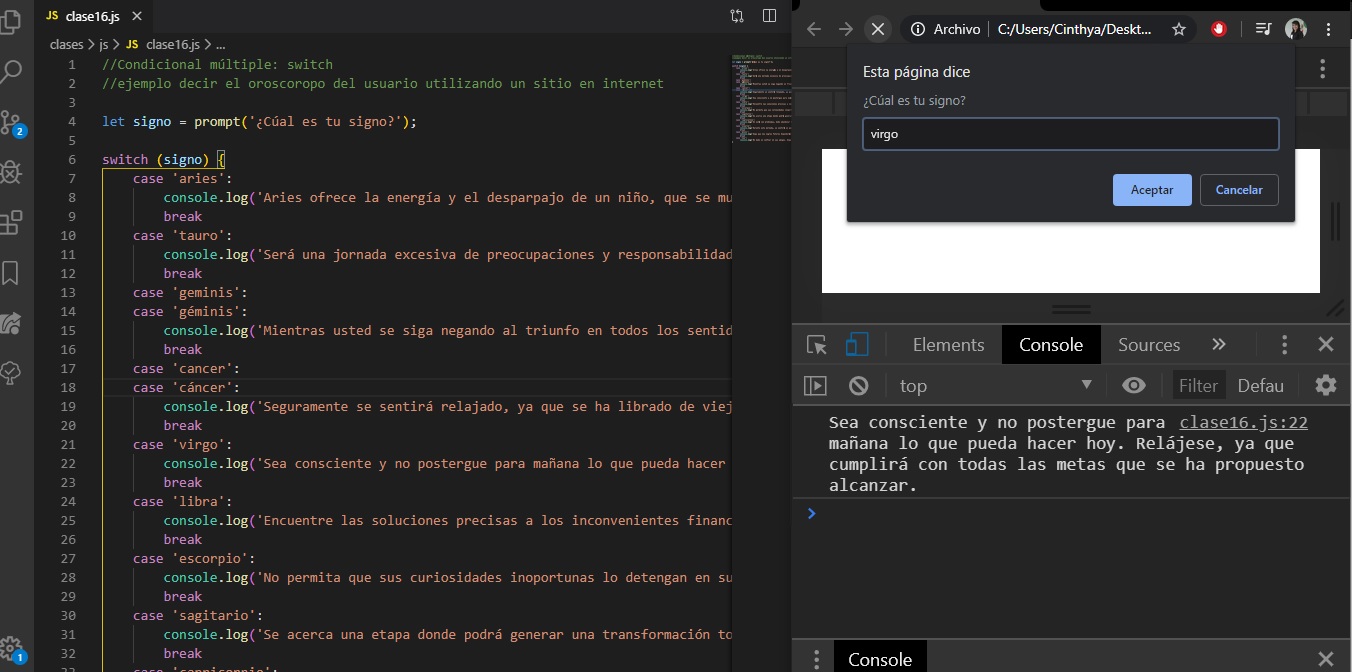 JS clase16.js
clases > js > JS clase16.js > ...
1 //Condicional múltiple: switch
2 //ejemplo decir el oroscoropo del usuario utilizando un sitio en internet
3
4 let signo = prompt('¿Cúal es tu signo?');
5
6 switch (signo) {
7 case 'aries':
8 console.log('Aries ofrece la energía y el desparpajo de un niño, que se mu
9 break
10 case 'tauro':
11 console.log('Será una jornada excesiva de preocupaciones y responsabilidad
12 break
13 case 'geminis':
14 case 'géminis':
15 console.log('Mientras usted se siga negando al triunfo en todos los sentid
16 break
17 case 'cancer':
18 case 'cáncer':
19 console.log('Seguramente se sentirá relajado, ya que se ha librado de viej
20 break
21 case 'virgo':
22 console.log('Sea consciente y no postergue para mañana lo que pueda hacer
23 break
24 case 'libra':
25 console.log('Encuentre las soluciones precisas a los inconvenientes financ
26 break
27 case 'escorpio':
28 console.log('No permita que sus curiosidades inoportunas lo detengan en su
29 break
30 case 'sagitario':
31 console.log('Se acerca una etapa donde podrá generar una transformación to
32 break
2
1
Archivo C:/Users/Cinthya/Deskt...
Esta página dice
¿Cúal es tu signo?
virgo
Aceptar Cancelar
Elements Console Sources
top Filter Defau
Sea consciente y no postergue para clase16.js:22
mañana lo que pueda hacer hoy. Relájese, ya que
cumplirá con todas las metas que se ha propuesto
alcanzar.
Console